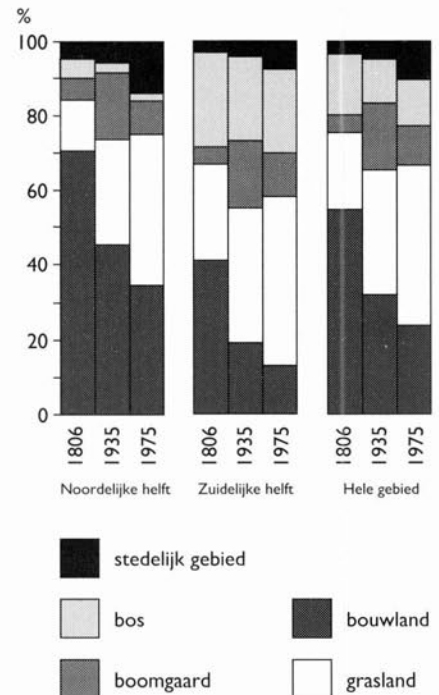 %
100
80
60
40
20
0
1806 1935 1975 1806 1935 1975 1806 1935 1975
Noordelijke helft Zuidelijke helft Hele gebied
stedelijk gebied
bos bouwland
boomgaard grasland